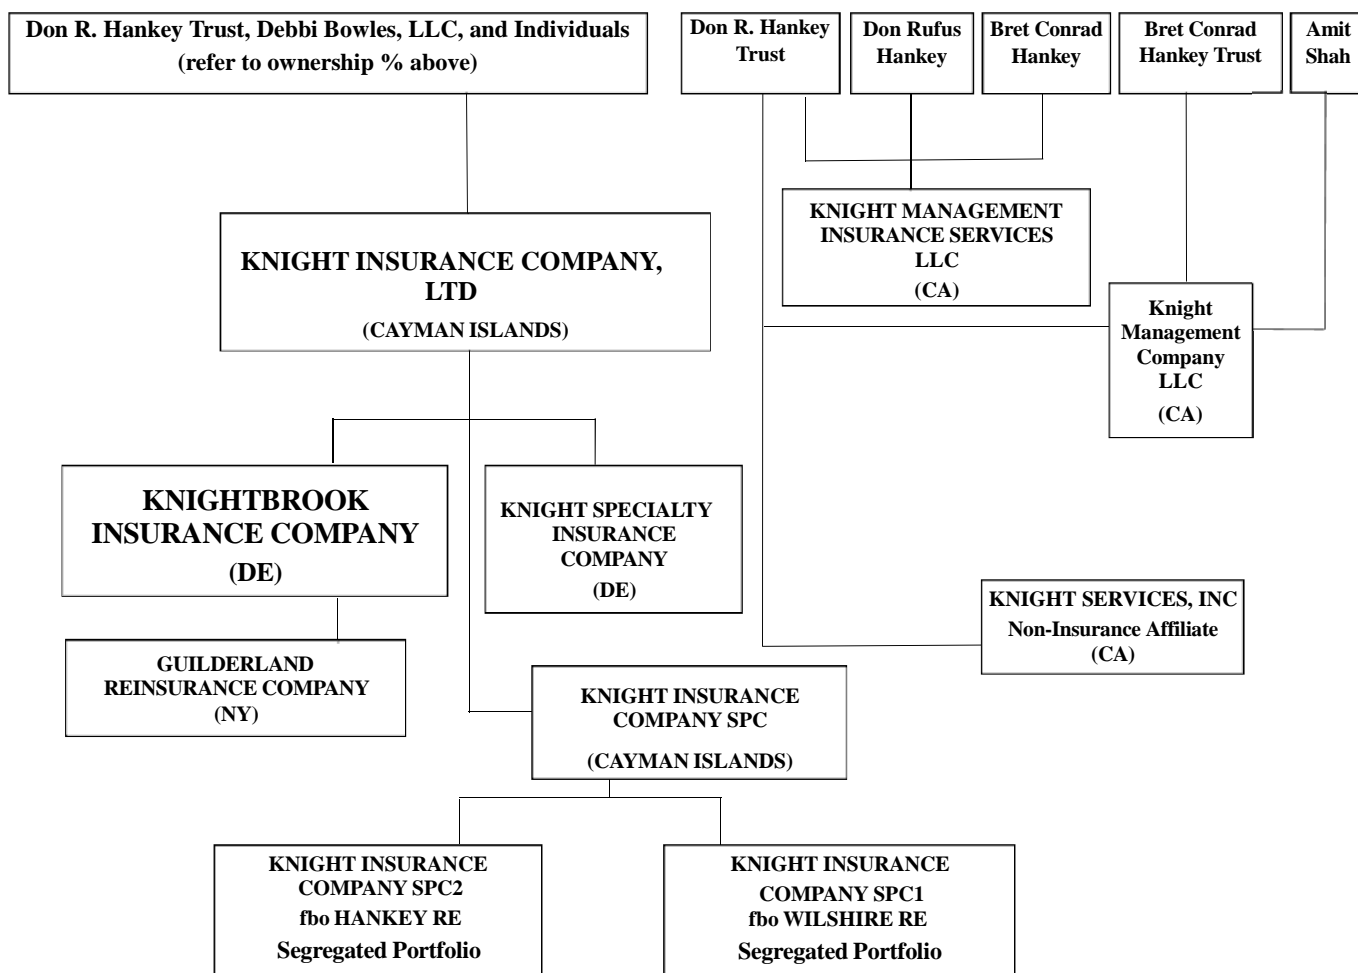 Don R. Hankey Trust, Debbi Bowles, LLC, and Individuals
(refer to ownership % above)
Don R. Hankey
Trust
Don Rufus
Hankey
Bret Conrad
Hankey
Bret Conrad
Hankey Trust
Amit
Shah
KNIGHT MANAGEMENT
INSURANCE SERVICES
LLC
(CA)
KNIGHT INSURANCE COMPANY,
LTD
(CAYMAN ISLANDS)
Knight
Management
Company
LLC
(CA)
KNIGHTBROOK
INSURANCE COMPANY
(DE)
KNIGHT SPECIALTY
INSURANCE
COMPANY
(DE)
KNIGHT SERVICES, INC
Non-Insurance Affiliate
(CA)
GUILDERLAND
REINSURANCE COMPANY
(NY)
KNIGHT INSURANCE
COMPANY SPC
(CAYMAN ISLANDS)
KNIGHT INSURANCE
COMPANY SPC2
fbo HANKEY RE
Segregated Portfolio
KNIGHT INSURANCE
COMPANY SPC1
fbo WILSHIRE RE
Segregated Portfolio